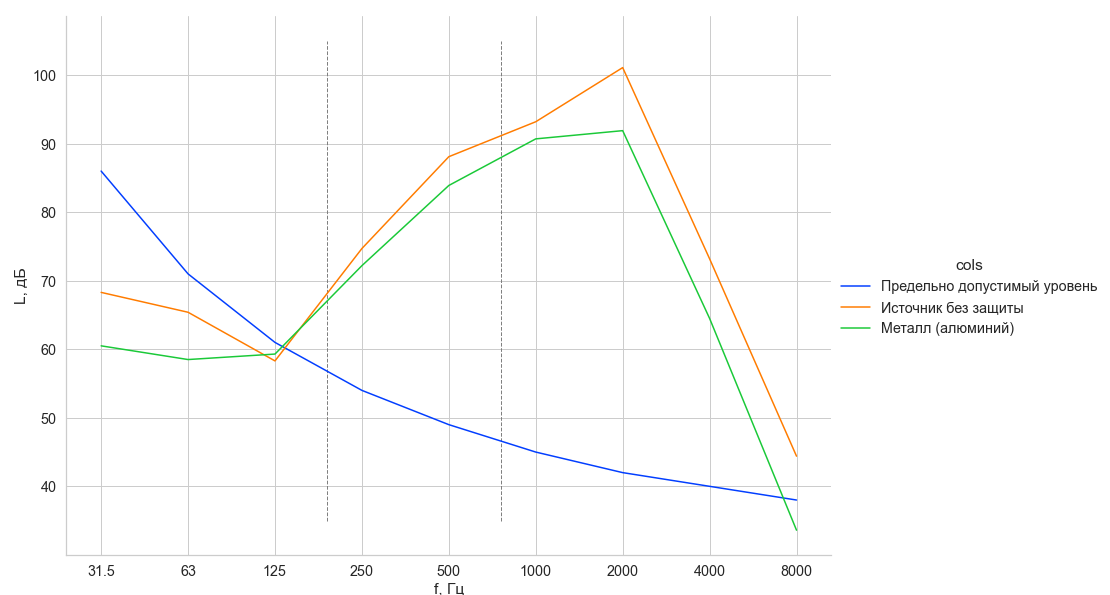 L, дБ
100
90
80
70
60
50
40
31.5 63 125 250 500 1000 2000 4000 8000
f, Гц
cols
Предельно допустимый уровень
Источник без защиты
Металл (алюминий)